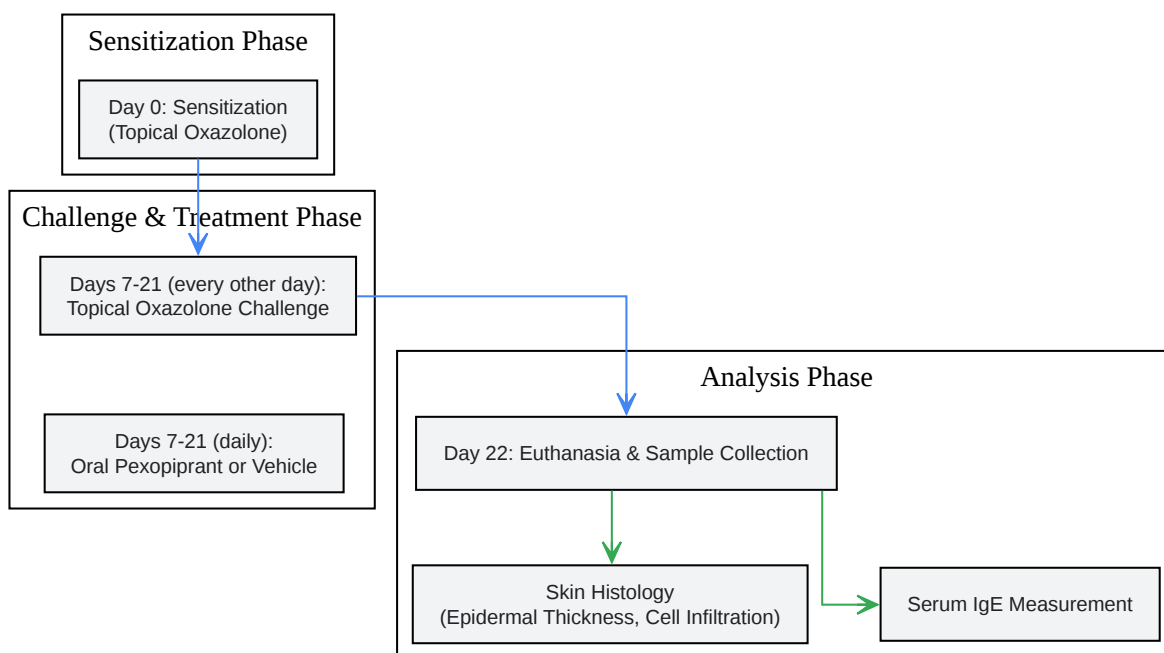 Sensitization Phase
Day 0: Sensitization
(Topical Oxazolone)
Challenge & Treatment Phase
Days 7-21 (every other day):
Topical Oxazolone Challenge
Days 7-21 (daily):
Oral Pexopiprant or Vehicle
Analysis Phase
Day 22: Euthanasia & Sample Collection
Skin Histology
(Epidermal Thickness, Cell Infiltration)
Serum IgE Measurement